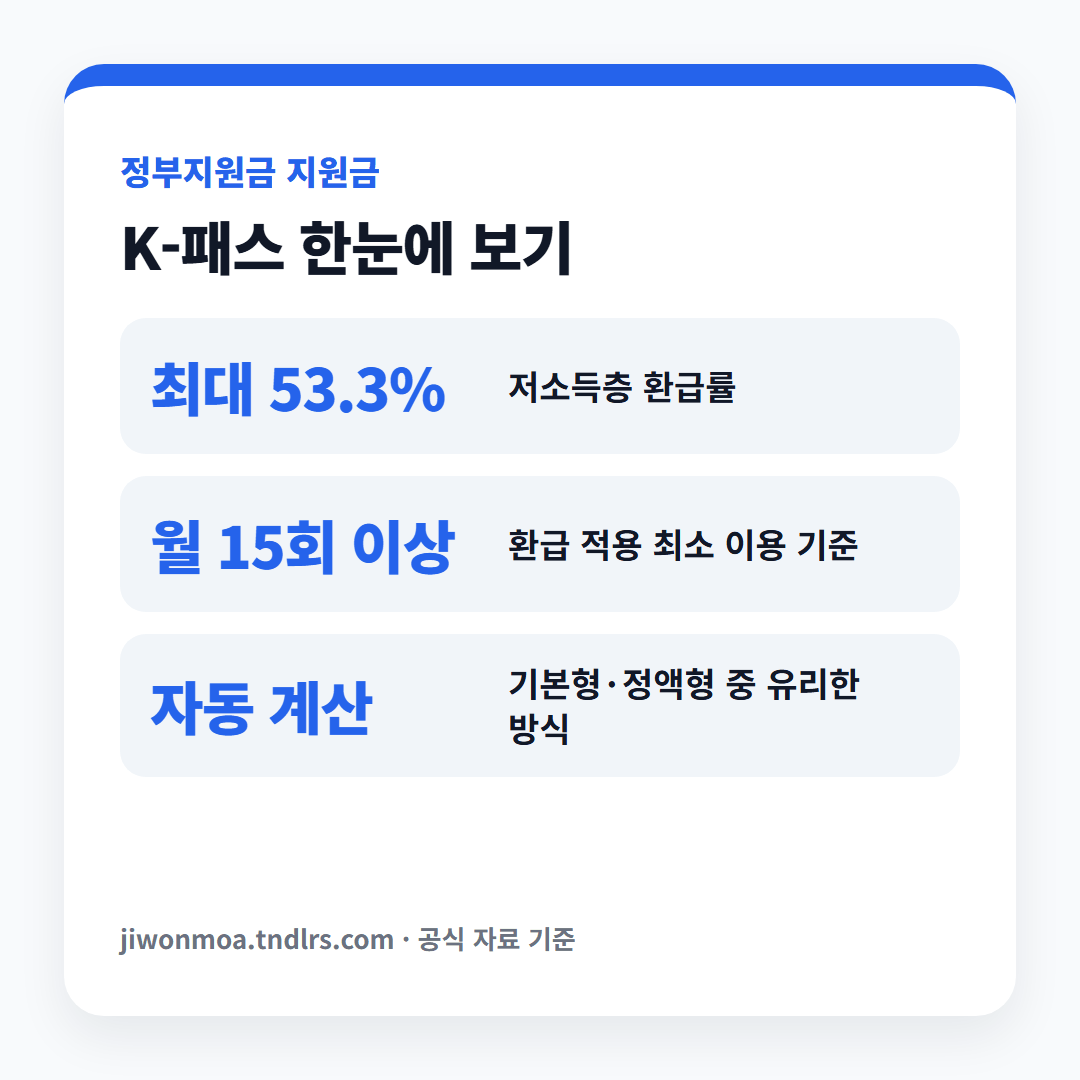 정부지원금 지원금
K-패스 한눈에 보기
최대 53.3%
저소득층 환급률
월 15회 이상
환급 적용 최소 이용 기준
자동 계산
기본형·정액형 중 유리한
방식
jiwonmoa.tndlrs.com · 공식 자료 기준